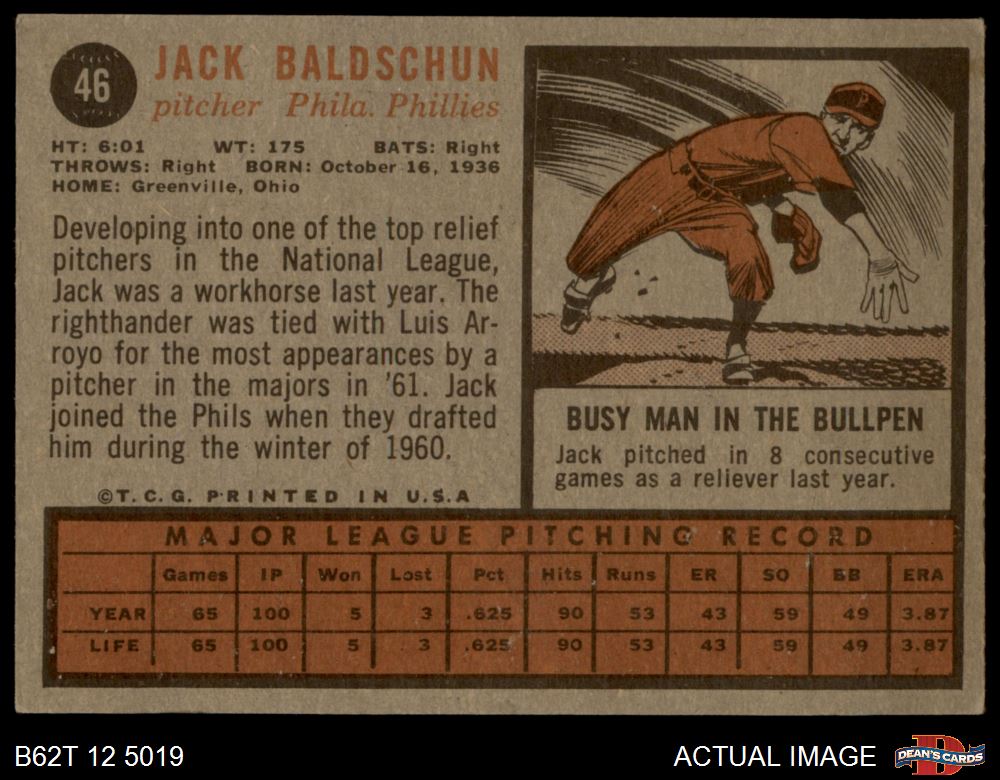 46
JACK BALDSCHUN
pitcher Phila. Phillies
HT: 6:01 WT: 175 BATS: Right
THROWS: Right BORN: October 16, 1936
HOME: Greenville, Ohio
Developing into one of the top relief
pitchers in the National League,
Jack was a workhorse last year. The
righthander was tied with Luis Ar-
royo for the most appearances by a
pitcher in the majors in '61. Jack
joined the Phils when they drafted
him during the winter of 1960.
©T. C. G. PRINTED IN U.S.A
P
BUSY MAN IN THE BULLPEN
Jack pitched in 8 consecutive
games as a reliever last year.
MAJOR LEAGUE PITCHING RECORD
Games IP Won Lost Pct Hits Runs ER SO BB ERA
YEAR 65 100 5 3 .625 90 53 43 59 49 3.87
LIFE 65 100 5 3 .625 90 53 43 59 49 3.87
B62T 12 5019
ACTUAL IMAGE
D
DEAN'S CARDS